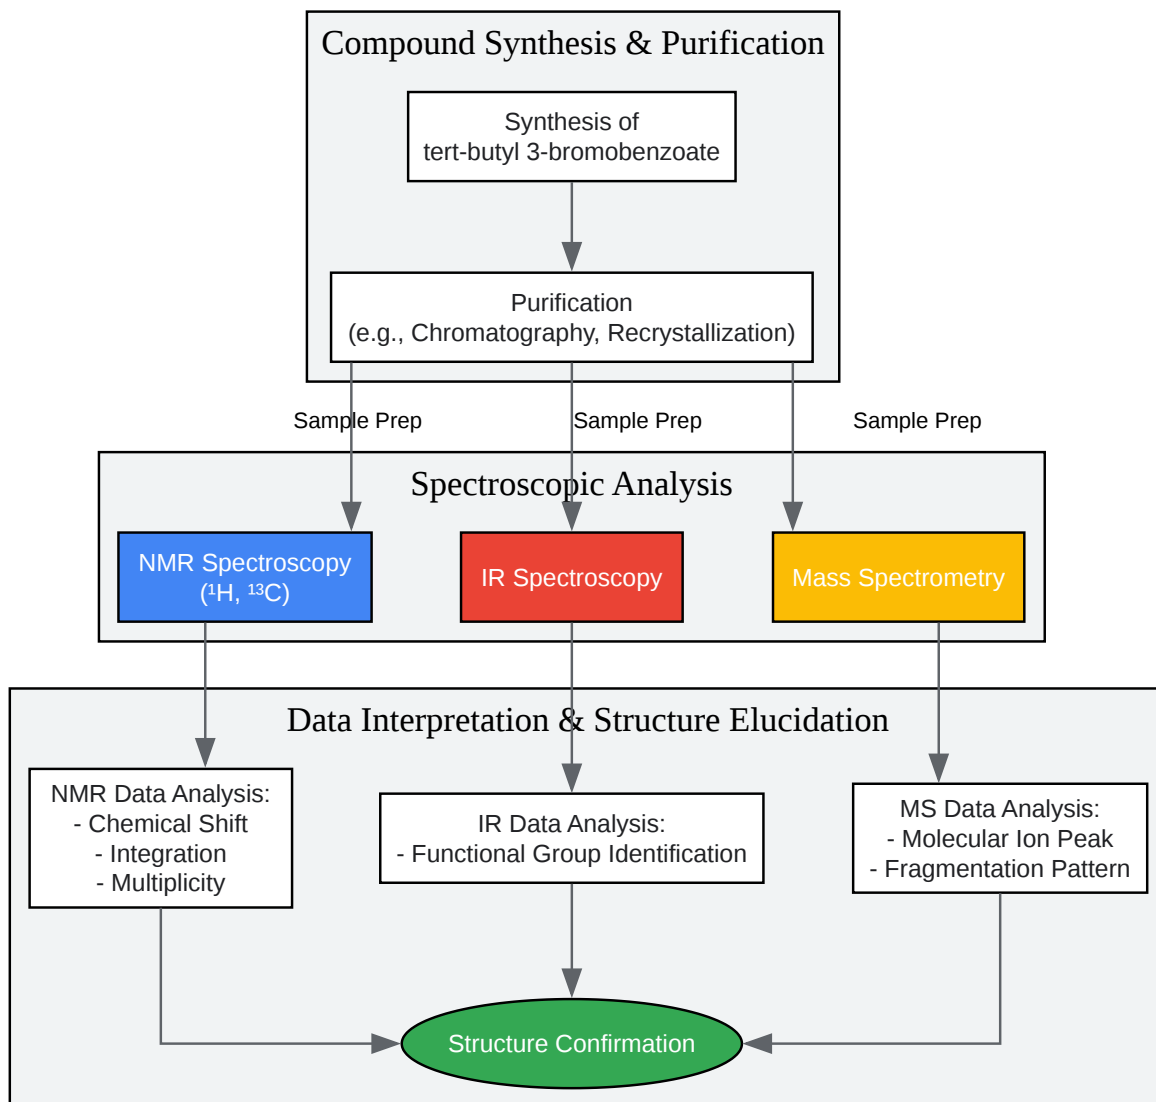 Compound Synthesis & Purification
Synthesis of
tert-butyl 3-bromobenzoate
Purification
(e.g., Chromatography, Recrystallization)
Sample Prep
Sample Prep
Sample Prep
Spectroscopic Analysis
NMR Spectroscopy
(¹H, ¹³C)
IR Spectroscopy
Mass Spectrometry
Data Interpretation & Structure Elucidation
NMR Data Analysis:
- Chemical Shift
- Integration
- Multiplicity
IR Data Analysis:
- Functional Group Identification
MS Data Analysis:
- Molecular Ion Peak
- Fragmentation Pattern
Structure Confirmation